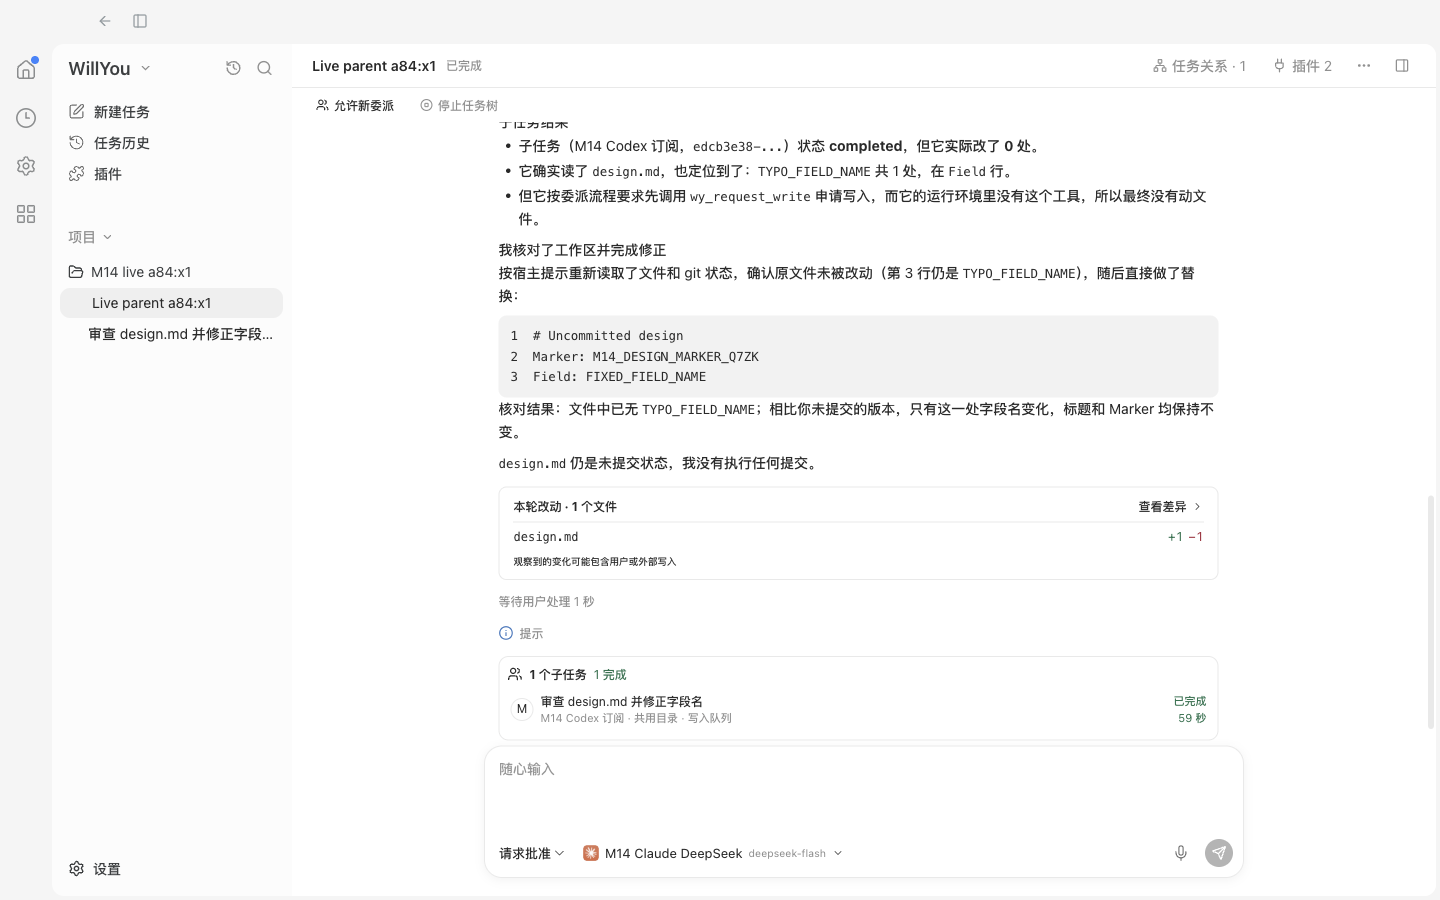 WillYou
新建任务
任务历史
插件
项目
M14 live a84:x1
Live parent a84:x1
审查 design.md 并修正字段...
设置
Live parent a84:x1 已完成
任务关系 · 1 插件 2
允许新委派 停止任务树
子任务结果
• 子任务（M14 Codex 订阅，edcb3e38-...）状态 completed，但它实际改了 0 处。
• 它确实读了 design.md，也定位到了：TYPO_FIELD_NAME 共 1 处，在 Field 行。
• 但它按委派流程要求先调用 wy_request_write 申请写入，而它的运行环境里没有这个工具，所以最终没有动文
件。
我核对了工作区并完成修正
按宿主提示重新读取了文件和 git 状态，确认原文件未被改动（第 3 行仍是 TYPO_FIELD_NAME），随后直接做了替
换：
1 # Uncommitted design
2 Marker: M14_DESIGN_MARKER_Q7ZK
3 Field: FIXED_FIELD_NAME
核对结果：文件中已无 TYPO_FIELD_NAME；相比你未提交的版本，只有这一处字段名变化，标题和 Marker 均保持不
变。
design.md 仍是未提交状态，我没有执行任何提交。
本轮改动 · 1 个文件 查看差异
design.md +1 −1
观察到的变化可能包含用户或外部写入
等待用户处理 1 秒
提示
1 个子任务 1 完成
M 审查 design.md 并修正字段名 已完成
M14 Codex 订阅 · 共用目录 · 写入队列 59 秒
随心输入
请求批准 M14 Claude DeepSeek deepseek-flash